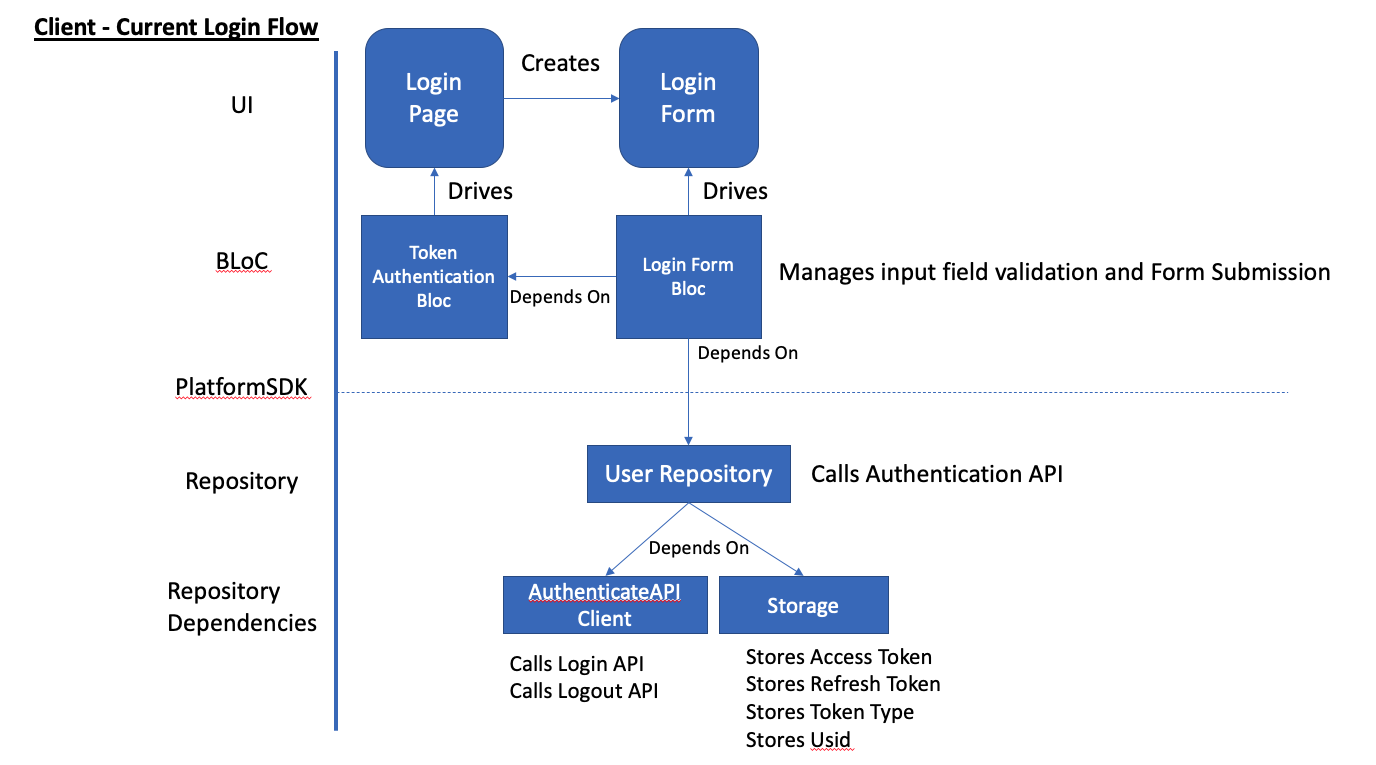 Client - Current Login Flow
UI
Login
Page
Creates
Login
Form
Drives
Drives
BLoC
Token
Authentication
Bloc
Depends On
Login Form
Bloc
Manages input field validation and Form Submission
Depends On
PlatformSDK
Repository
User Repository
Calls Authentication API
Depends On
Repository
Dependencies
AuthenticateAPI
Client
Storage
Calls Login API
Calls Logout API
Stores Access Token
Stores Refresh Token
Stores Token Type
Stores Usid